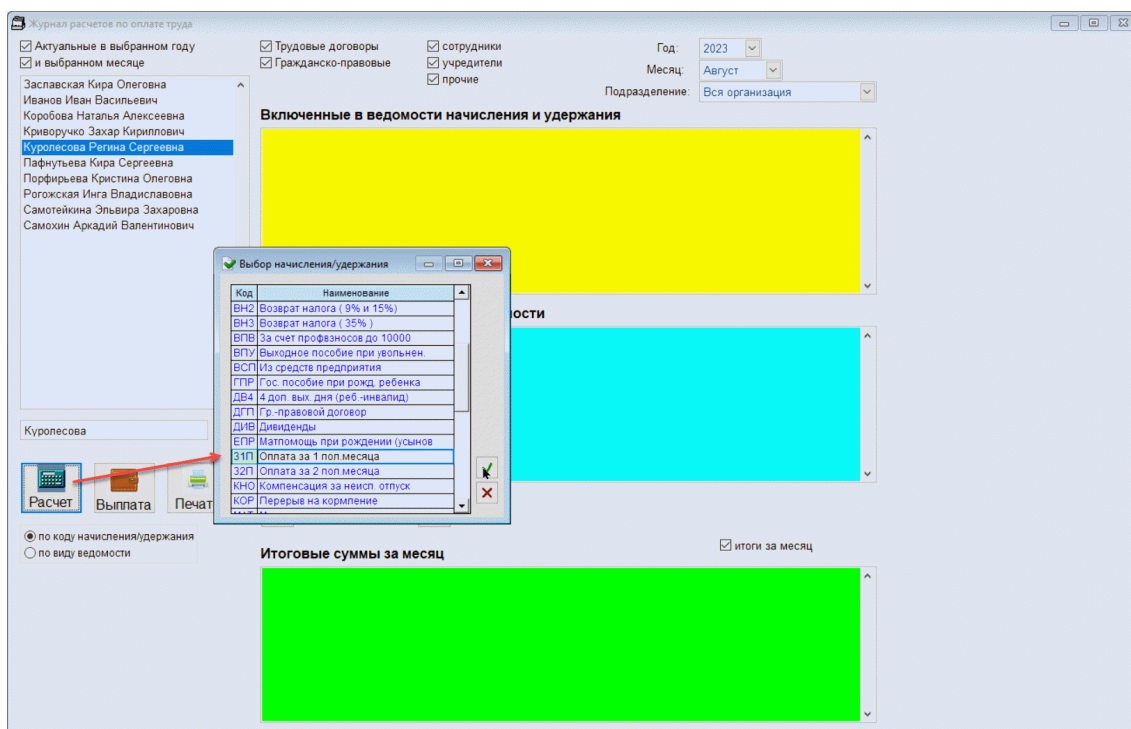 Журнал расчетов по оплате труда
Актуальные в выбранном году
и выбранном месяце
Трудовые договоры
Гражданско-правовые
сотрудники
учредители
прочие
Год: 2023
Месяц: Август
Подразделение: Вся организация
Заславская Кира Олеговна
Иванов Иван Васильевич
Коробова Наталья Алексеевна
Криворучко Захар Кириллович
Куролесова Регина Сергеевна
Пафнутьева Кира Сергеевна
Порфирьева Кристина Олеговна
Рогожская Инга Владиславовна
Самотейкина Эльвира Захаровна
Самохин Аркадий Валентинович
Включенные в ведомости начисления и удержания
Выбор начисления/удержания
Код Наименование
ВН2 Возврат налога ( 9% и 15%)
ВН3 Возврат налога ( 35% )
ВПВ За счет профвзносов до 10000
ВПУ Выходное пособие при увольнен.
ВСП Из средств предприятия
ГПР Гос. пособие при рожд. ребенка
ДВ4 4 доп. вых. дня (реб.-инвалид)
ДГП Гр.-правовой договор
ДИВ Дивиденды
ЕПР Матпомощь при рождении (усынов
З1П Оплата за 1 пол.месяца
З2П Оплата за 2 пол.месяца
КНО Компенсация за неисп. отпуск
КОР Перерыв на кормление
ости
Куролесова
Расчет
Выплата
Печат
по коду начисления/удержания
по виду ведомости
итоги за месяц
Итоговые суммы за месяц